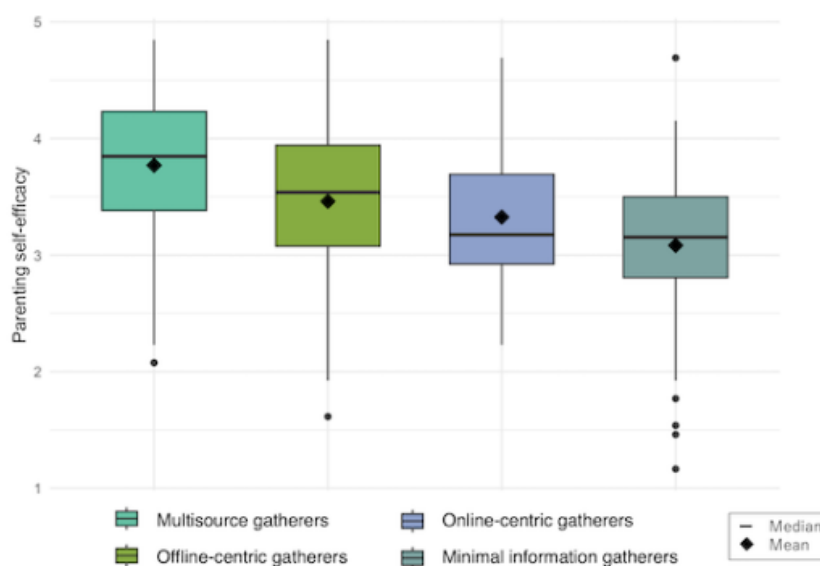 5
4
Parenting self-efficacy
3
2
1
Multisource gatherers
Online-centric gatherers
Median
Mean
Offline-centric gatherers
Minimal information gatherers